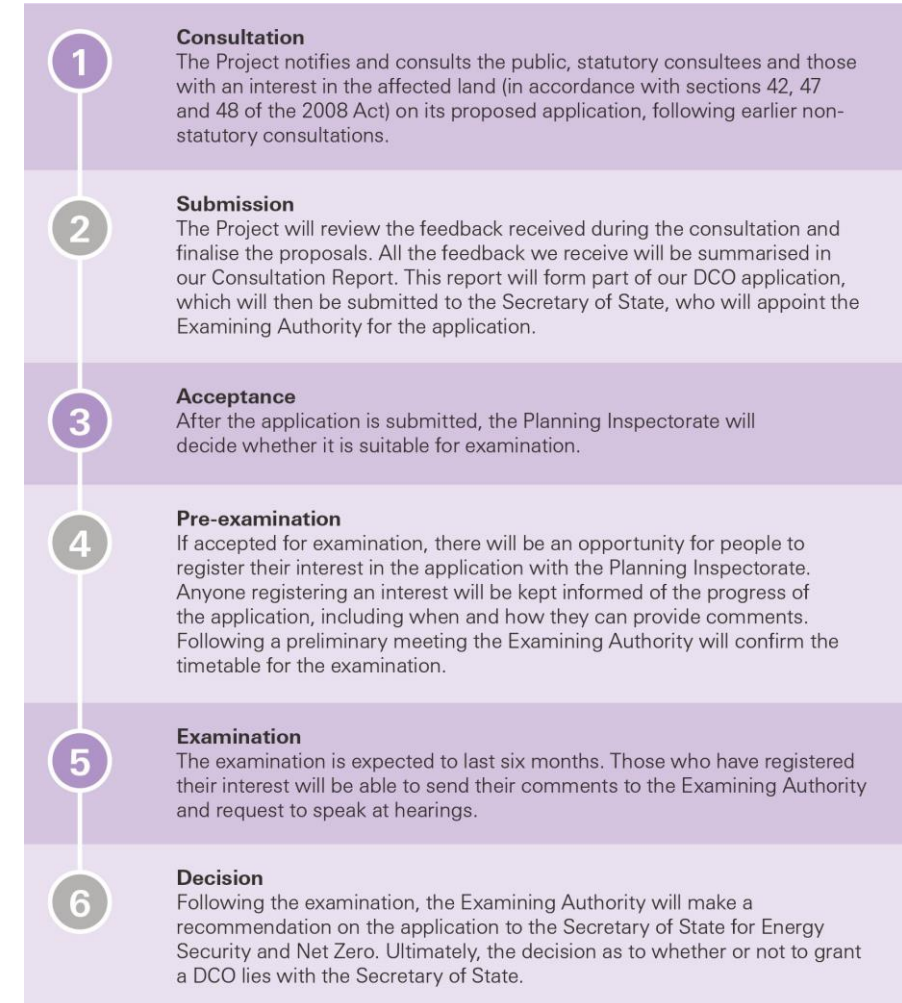 1
Consultation
The Project notifies and consults the public, statutory consultees and those
with an interest in the affected land (in accordance with sections 42, 47
and 48 of the 2008 Act) on its proposed application, following earlier non-
statutory consultations.
2
Submission
The Project will review the feedback received during the consultation and
finalise the proposals. All the feedback we receive will be summarised in
our Consultation Report. This report will form part of our DCO application,
which will then be submitted to the Secretary of State, who will appoint the
Examining Authority for the application.
3
Acceptance
After the application is submitted, the Planning Inspectorate will
decide whether it is suitable for examination.
4
Pre-examination
If accepted for examination, there will be an opportunity for people to
register their interest in the application with the Planning Inspectorate.
Anyone registering an interest will be kept informed of the progress of
the application, including when and how they can provide comments.
Following a preliminary meeting the Examining Authority will confirm the
timetable for the examination.
5
Examination
The examination is expected to last six months. Those who have registered
their interest will be able to send their comments to the Examining Authority
and request to speak at hearings.
6
Decision
Following the examination, the Examining Authority will make a
recommendation on the application to the Secretary of State for Energy
Security and Net Zero. Ultimately, the decision as to whether or not to grant
a DCO lies with the Secretary of State.